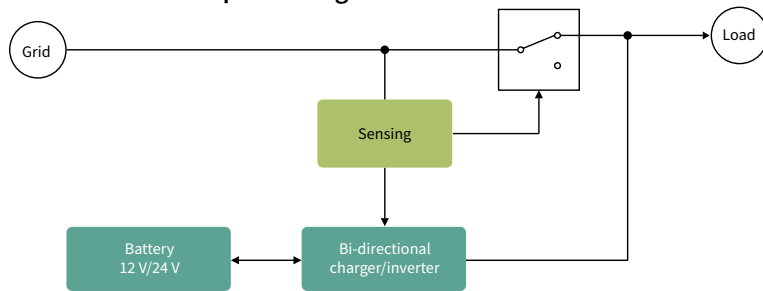 Grid
Load
Sensing
Battery
12 V/24 V
Bi-directional
charger/inverter